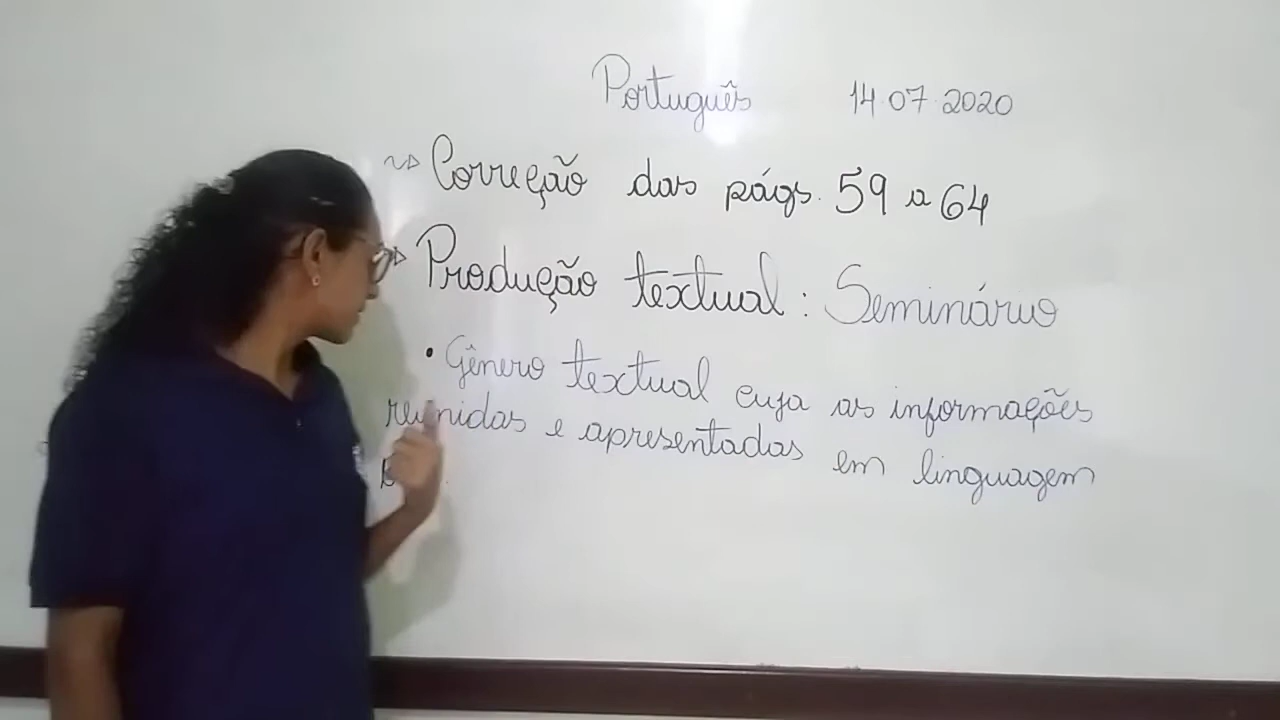 Português 14.07.2020
Correção das págs. 59 a 64
Produção textual: Seminário
• Gênero textual cuja as informações
reunidas e apresentadas em linguagem